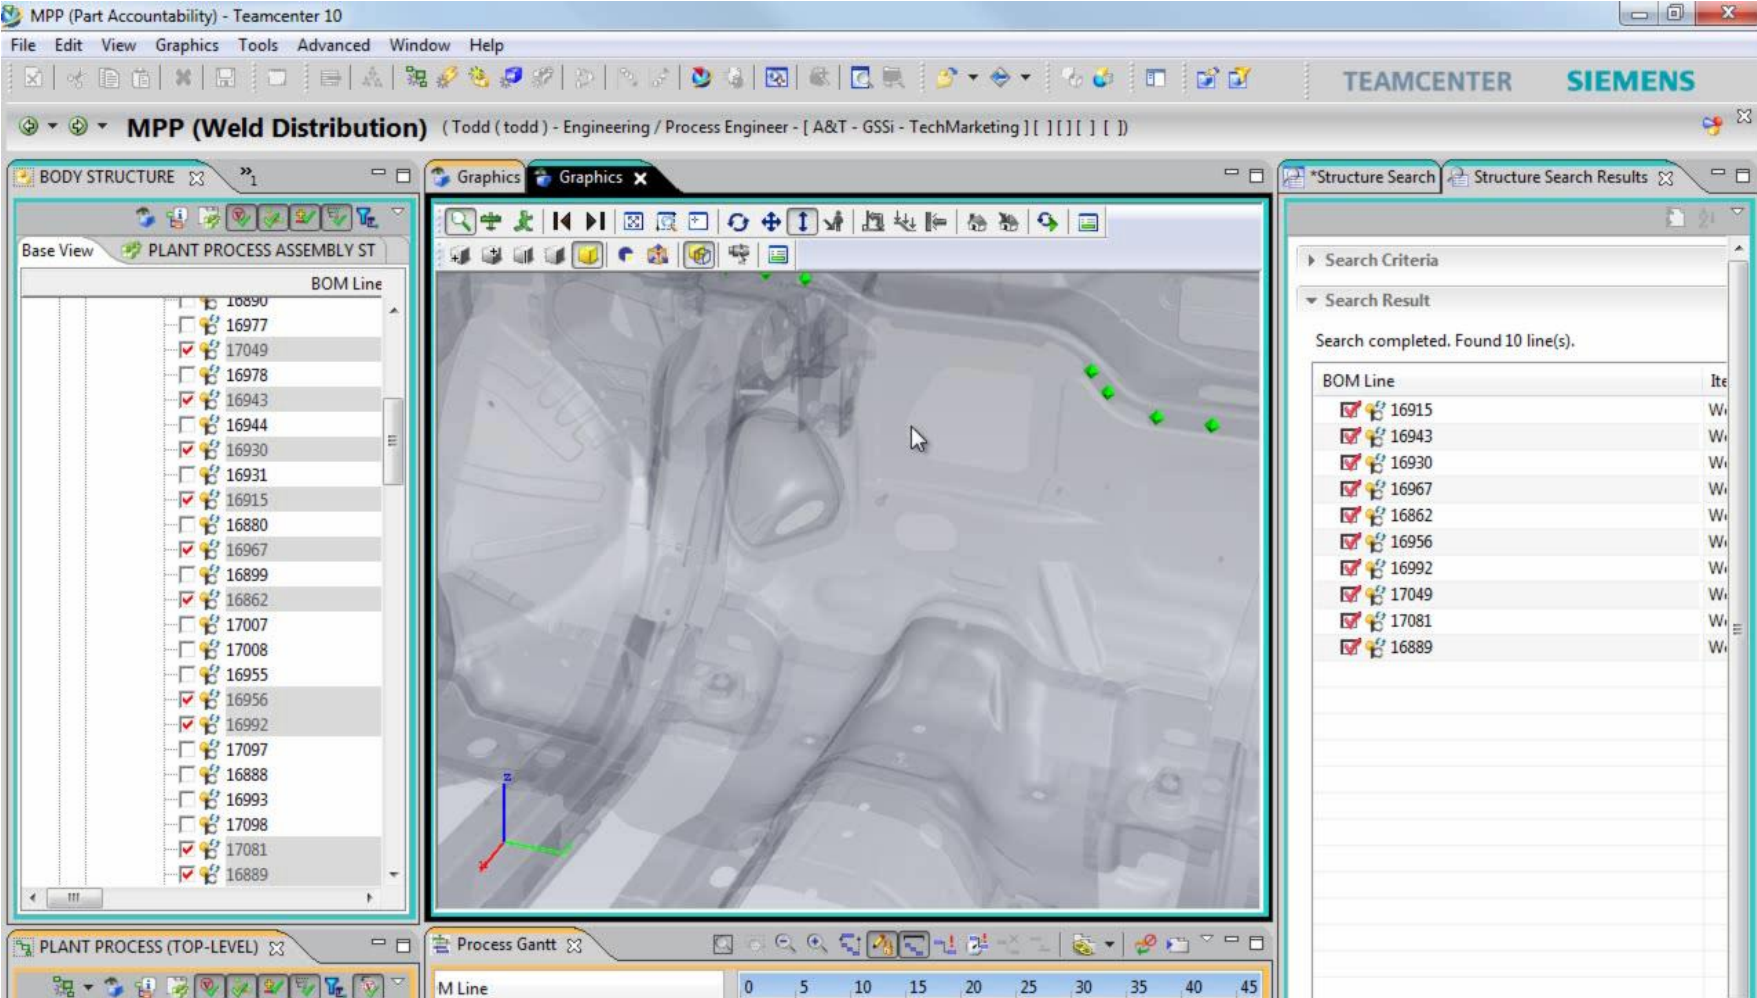 MPP (Part Accountability) - Teamcenter 10
File Edit View Graphics Tools Advanced Window Help
TEAMCENTER SIEMENS
MPP (Weld Distribution) ( Todd ( todd ) - Engineering / Process Engineer - [ A&T - GSSi - TechMarketing ] [ ] [ ] [ ] [ ])
BODY STRUCTURE »1
Base View PLANT PROCESS ASSEMBLY ST
BOM Line
16890
16977
17049
16978
16943
16944
16930
16931
16915
16880
16967
16899
16862
17007
17008
16955
16956
16992
17097
16888
16993
17098
17081
16889
Graphics Graphics
z
*Structure Search Structure Search Results
Search Criteria
Search Result
Search completed. Found 10 line(s).
BOM Line Ite
16915
16943
16930
16967
16862
16956
16992
17049
17081
16889
PLANT PROCESS (TOP-LEVEL)
Process Gantt
M Line 0 5 10 15 20 25 30 35 40 45